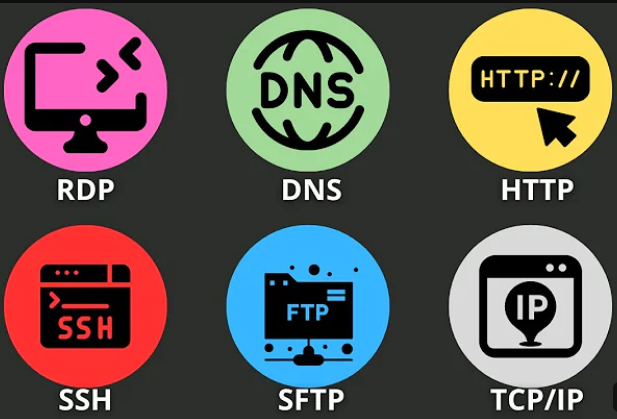 DNS
HTTP://
RDP
DNS
HTTP
>
SSH
FTP
IP
SSH
SFTP
TCP/IP